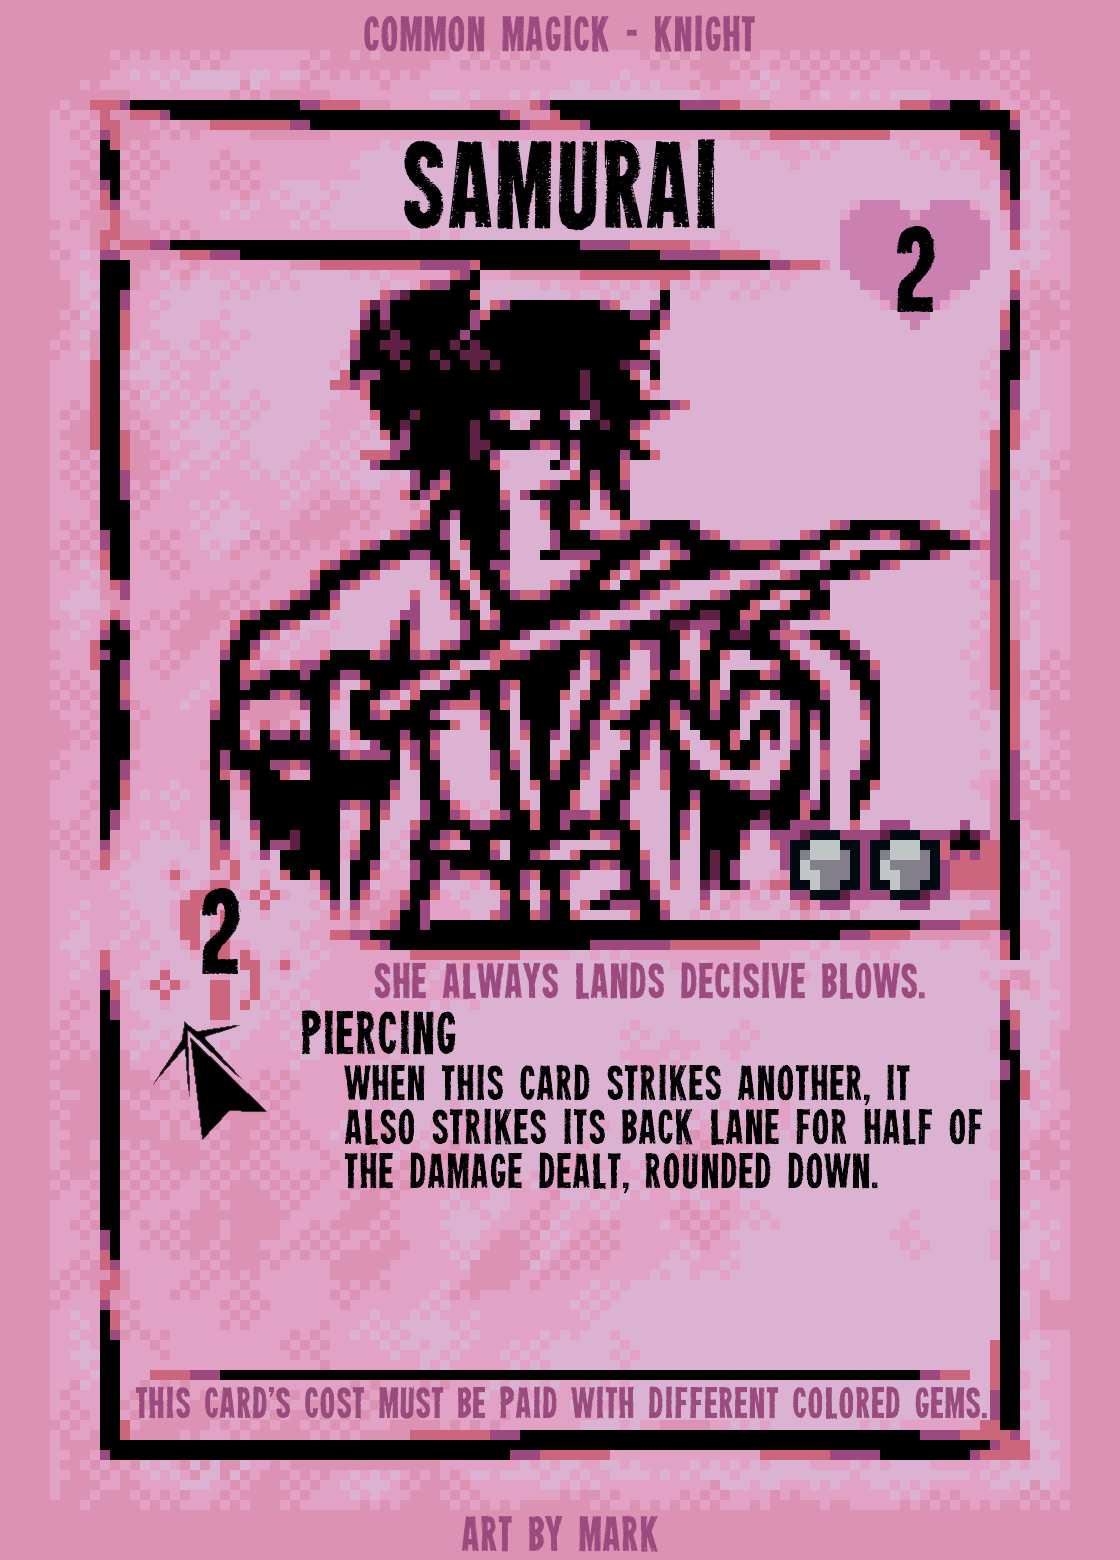 COMMON MAGICK - KNIGHT
SAMURAI
2
2
SHE ALWAYS LANDS DECISIVE BLOWS.
PIERCING
WHEN THIS CARD STRIKES ANOTHER, IT
ALSO STRIKES ITS BACK LANE FOR HALF OF
THE DAMAGE DEALT, ROUNDED DOWN.
THIS CARD'S COST MUST BE PAID WITH DIFFERENT COLORED GEMS.
ART BY MARK